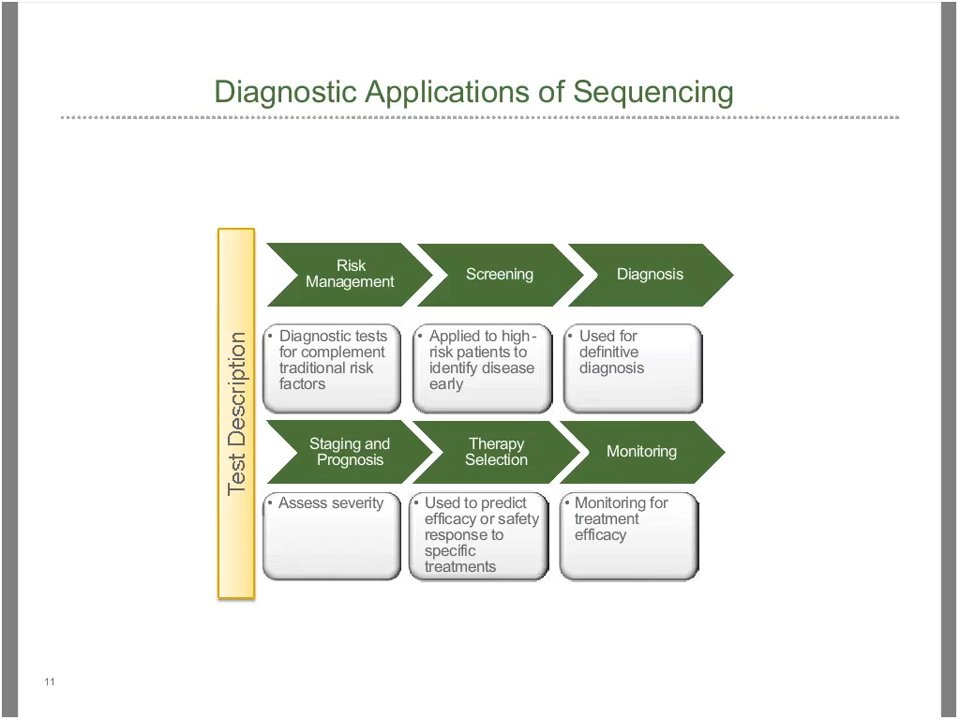 Diagnostic Applications of Sequencing
Test Description
Risk
Management
Screening
Diagnosis
• Diagnostic tests
for complement
traditional risk
factors
• Applied to high-
risk patients to
identify disease
early
• Used for
definitive
diagnosis
Staging and
Prognosis
Therapy
Selection
Monitoring
• Assess severity
• Used to predict
efficacy or safety
response to
specific
treatments
• Monitoring for
treatment
efficacy
11